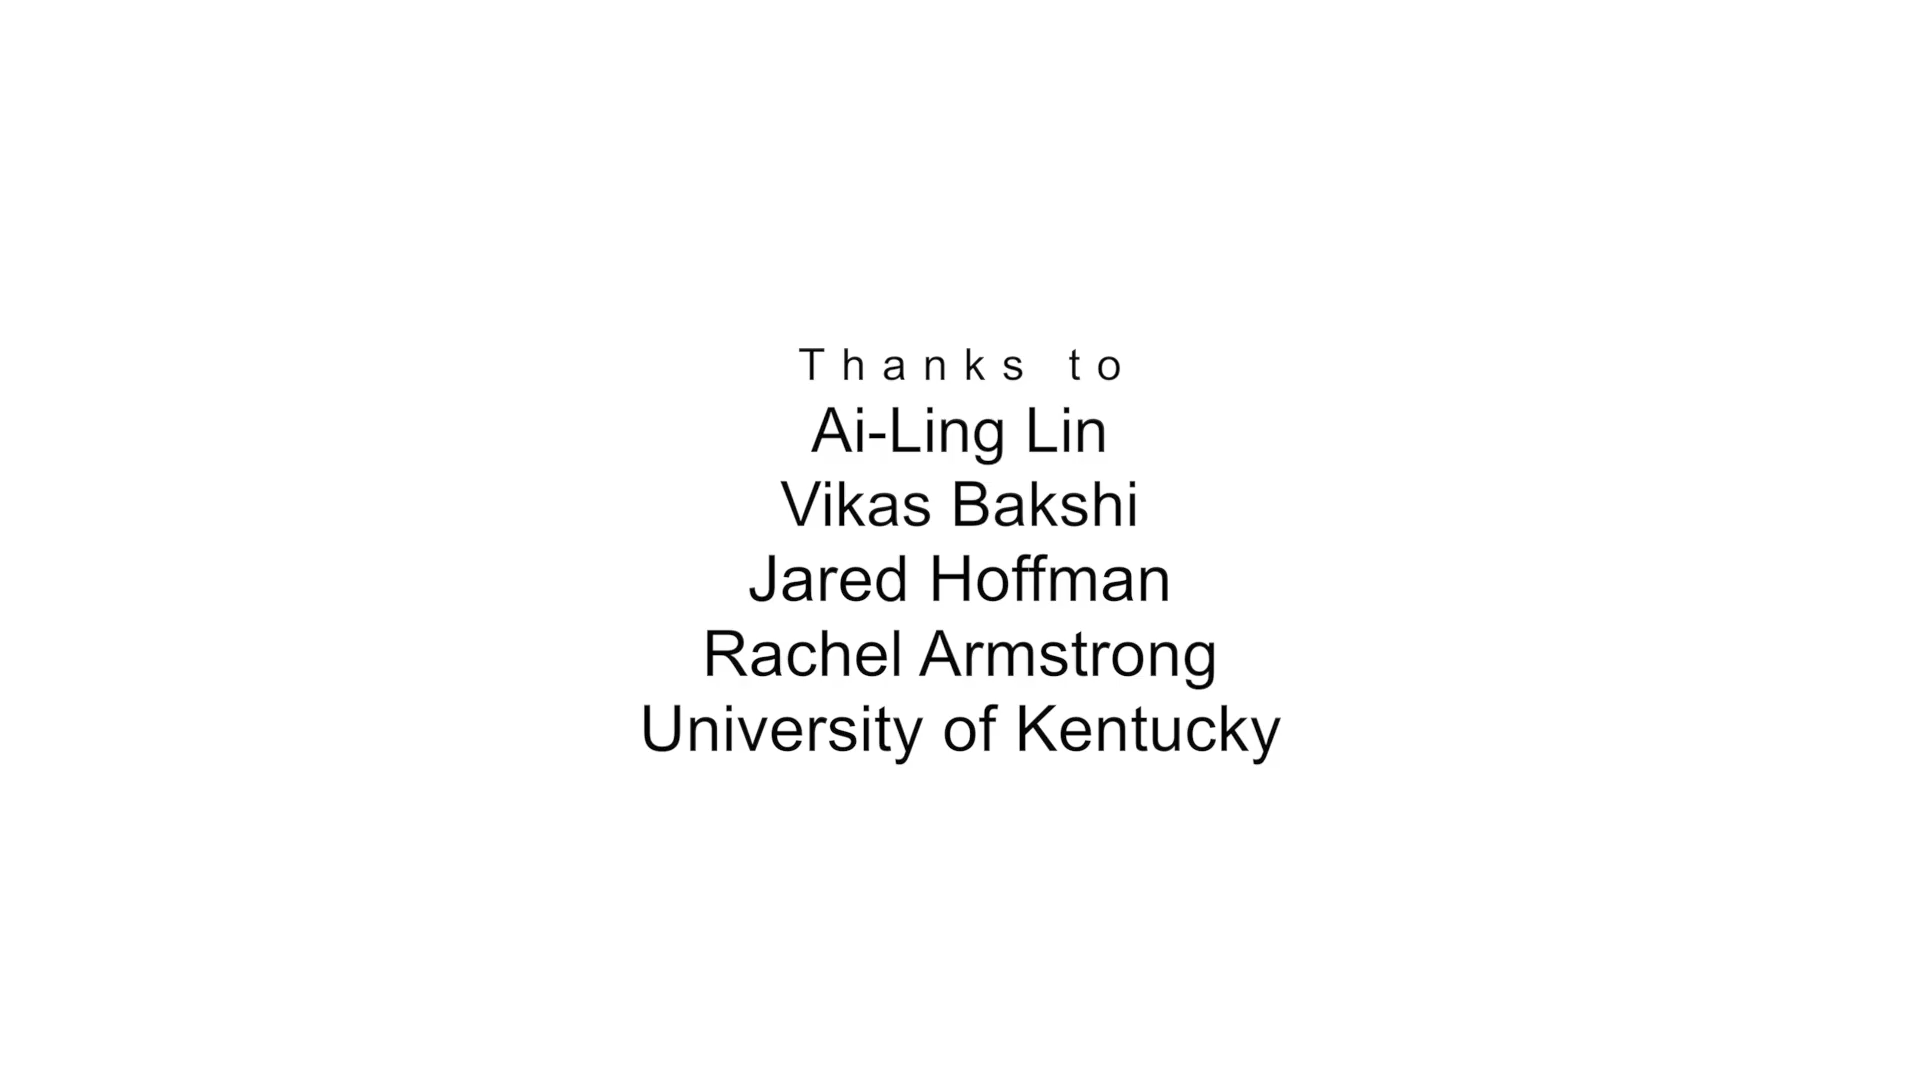 Thanks to
Ai-Ling Lin
Vikas Bakshi
Jared Hoffman
Rachel Armstrong
University of Kentucky